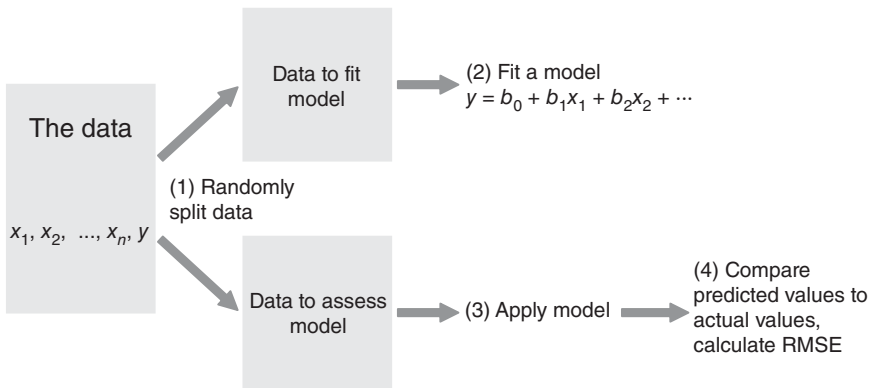 The data
x₁, x₂, ..., xₙ, y
(1) Randomly
split data
Data to fit
model
(2) Fit a model
y = b₀ + b₁x₁ + b₂x₂ + ···
Data to assess
model
(3) Apply model
(4) Compare
predicted values to
actual values,
calculate RMSE